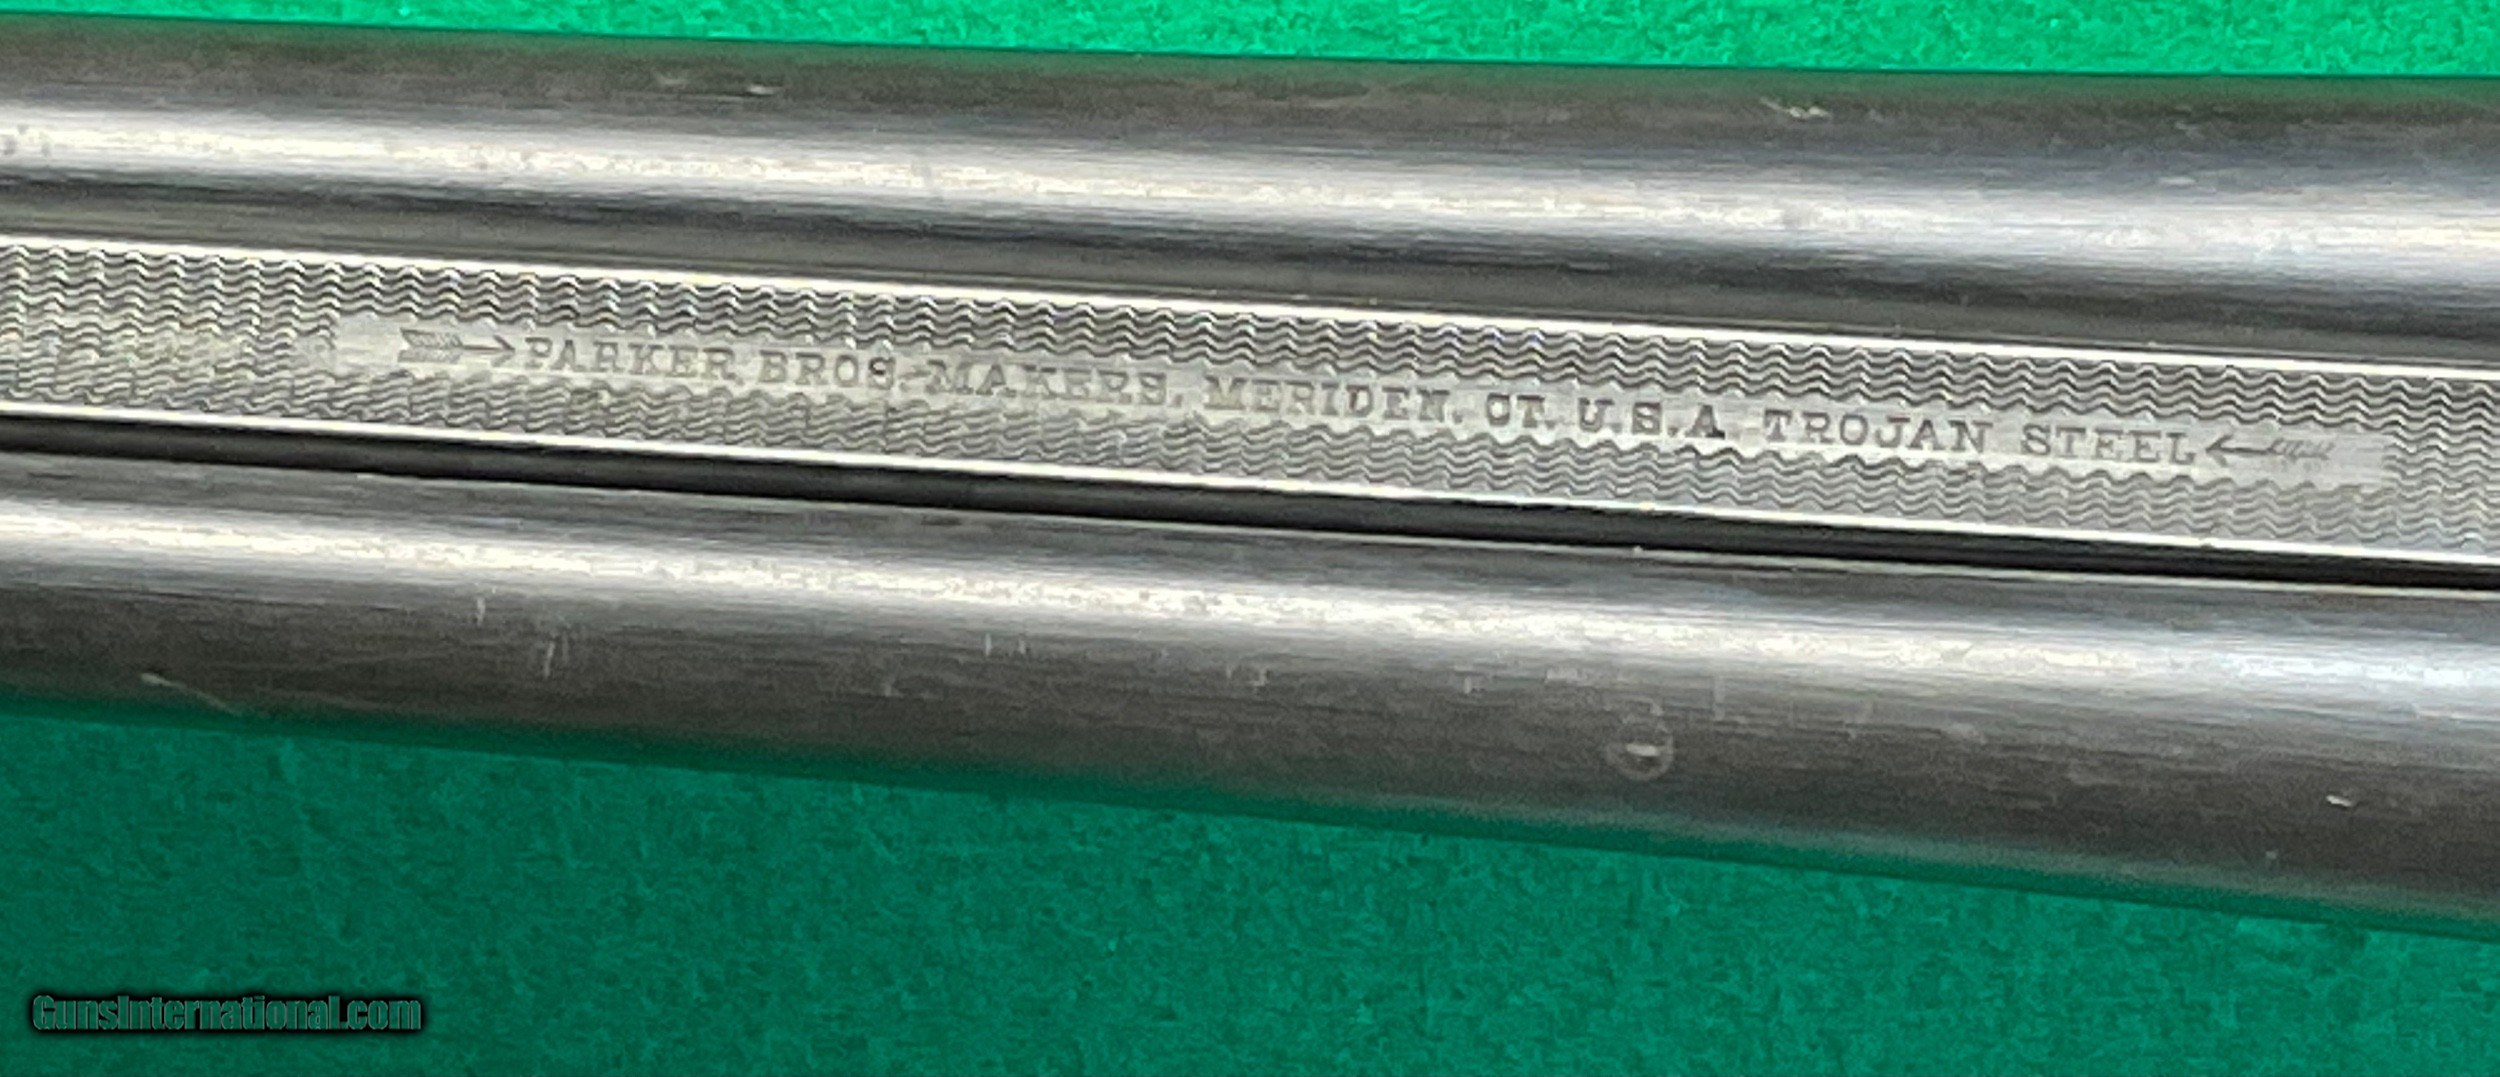 PARKER BROS. MAKERS, MERIDEN, CT. U.S.A. TROJAN STEEL
GunsInternational.com